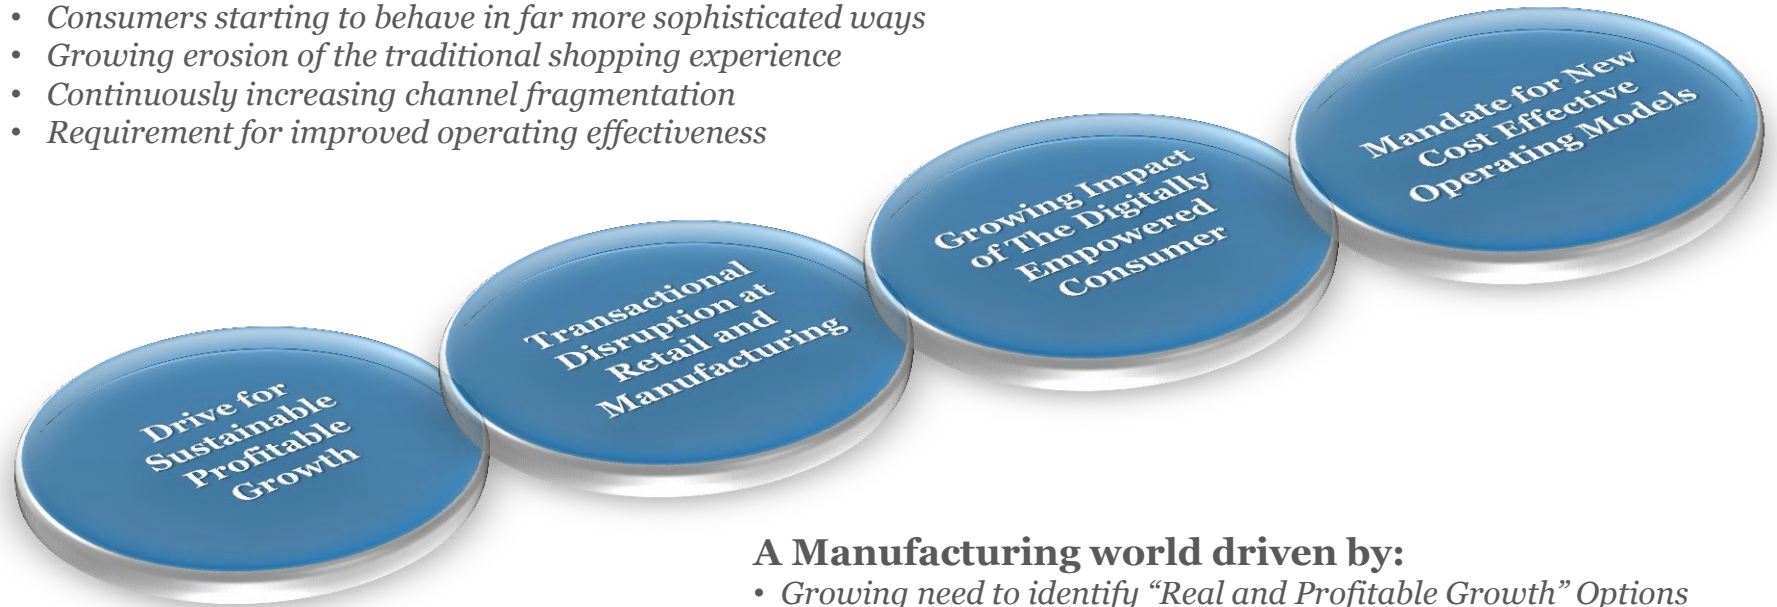 • Consumers starting to behave in far more sophisticated ways
• Growing erosion of the traditional shopping experience
• Continuously increasing channel fragmentation
• Requirement for improved operating effectiveness
Drive for
Sustainable
Profitable
Growth
Transactional
Disruption at
Retail and
Manufacturing
Growing Impact
of The Digitally
Empowered
Consumer
Mandate for New
Cost Effective
Operating Models
A Manufacturing world driven by:
• Growing need to identify “Real and Profitable Growth” Options